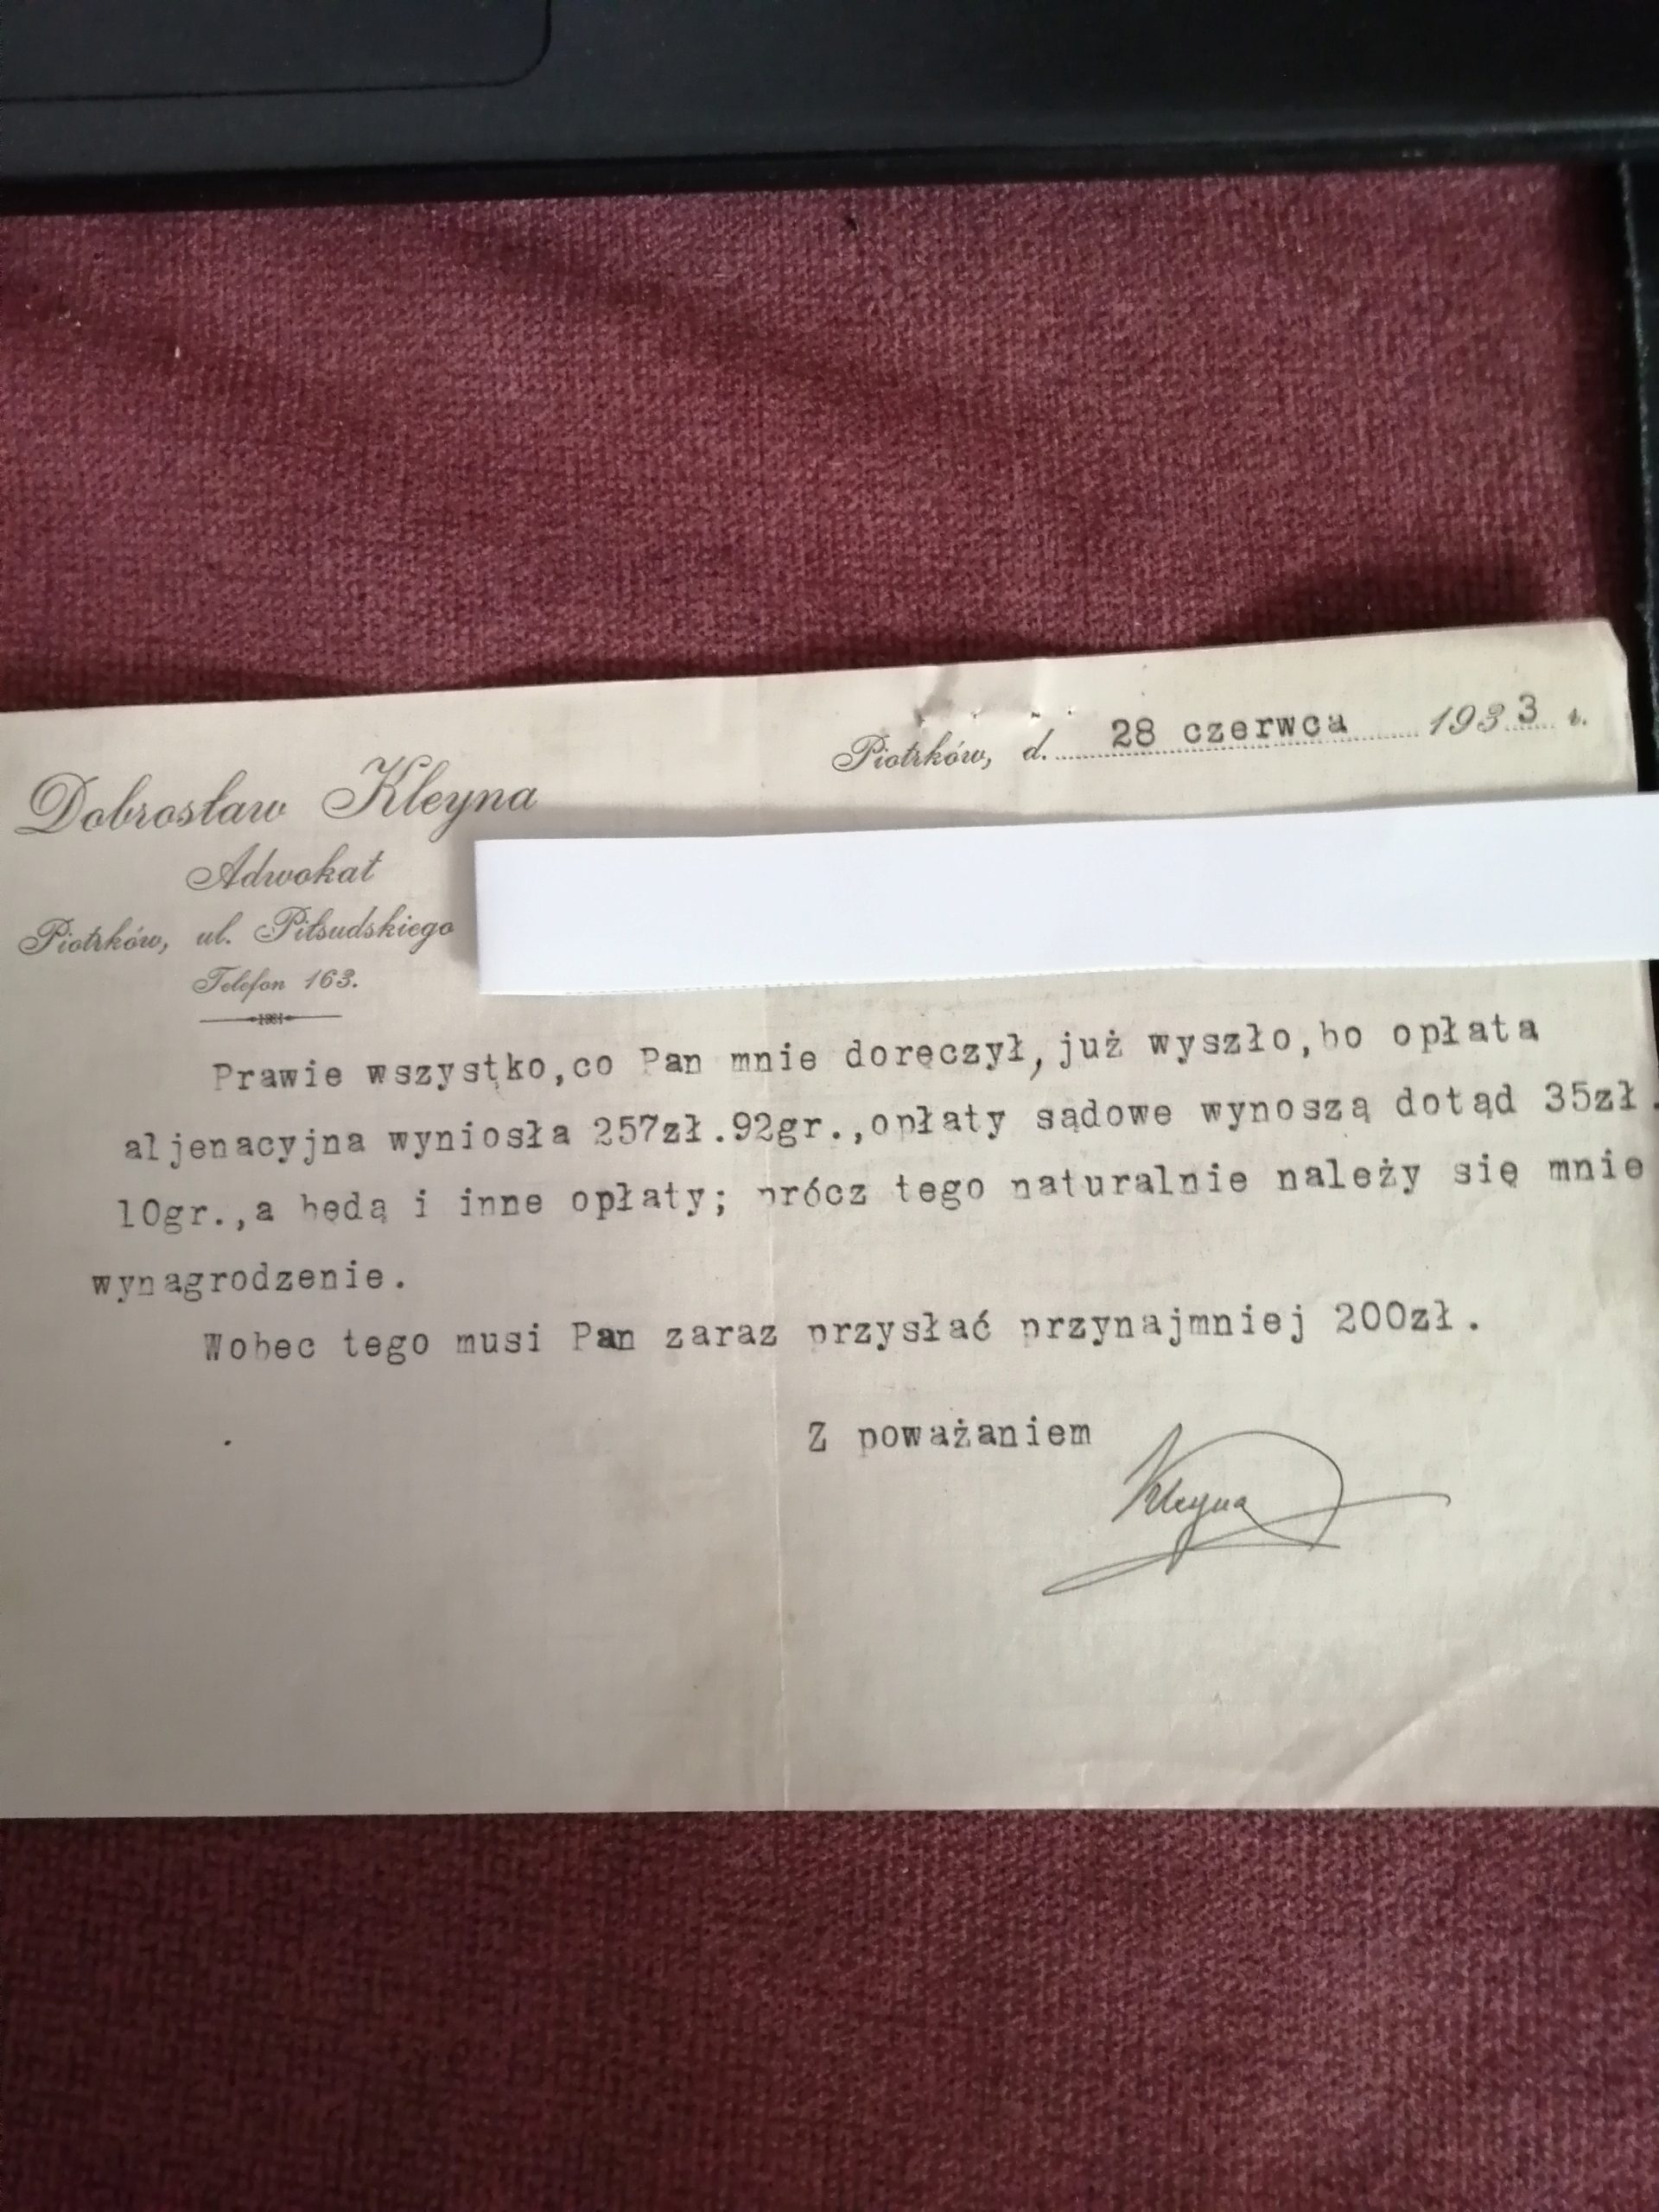 Piotrków, d. 28 czerwca 1933 r.
Dobrosław Kleyna
Adwokat
Piotrków, ul. Piłsudskiego
Telefon 163.
Prawie wszystko,co Pan mnie doręczył,już wyszło,bo opłata
aljenacyjna wyniosła 257zł.92gr.,opłaty sądowe wynoszą dotąd 35zł.
10gr.,a będą i inne opłaty; prócz tego naturalnie należy się mnie
wynagrodzenie.
Wobec tego musi Pan zaraz przysłać przynajmniej 200zł.
Z poważaniem
Kleyna